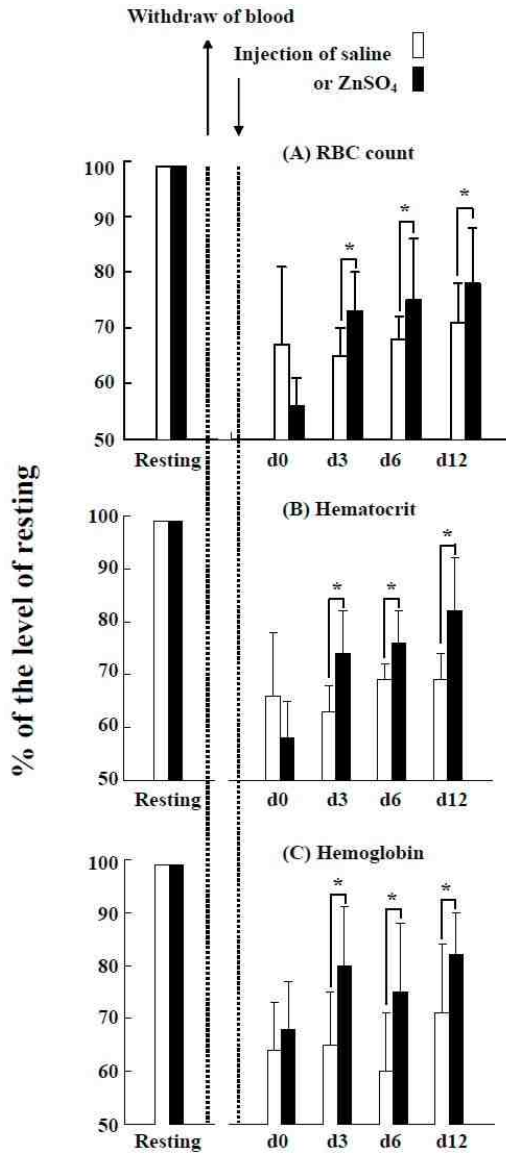 Withdraw of blood
Injection of saline
or ZnSO₄
(A) RBC count
100
90
80
70
60
50
* * *
Resting d0 d3 d6 d12
(B) Hematocrit
100
90
80
70
60
50
* * *
Resting d0 d3 d6 d12
(C) Hemoglobin
100
90
80
70
60
50
* * *
Resting d0 d3 d6 d12
% of the level of resting